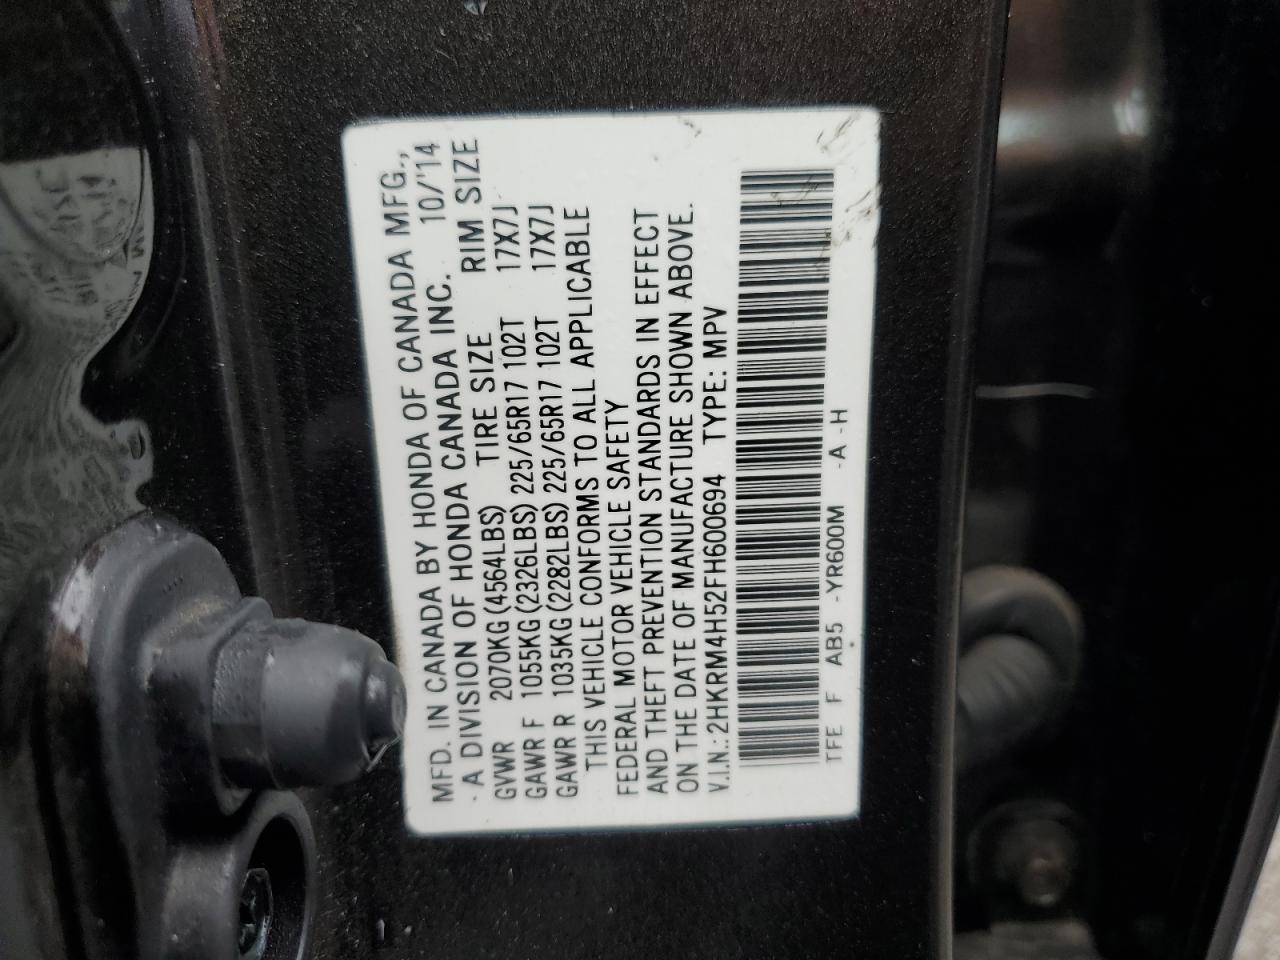 MFD. IN CANADA BY HONDA OF CANADA MFG.,
A DIVISION OF HONDA CANADA INC. 10/'14
GVWR 2070KG(4564LBS) TIRE SIZE RIM SIZE
GAWR F 1055KG(2326LBS) 225/65R17 102T 17X7J
GAWR R 1035KG(2282LBS) 225/65R17 102T 17X7J
THIS VEHICLE CONFORMS TO ALL APPLICABLE
FEDERAL MOTOR VEHICLE SAFETY
AND THEFT PREVENTION STANDARDS IN EFFECT
ON THE DATE OF MANUFACTURE SHOWN ABOVE.
V.I.N.: 2HKRM4H52FH600694 TYPE: MPV
TFE F AB5 -YR600M -A -H